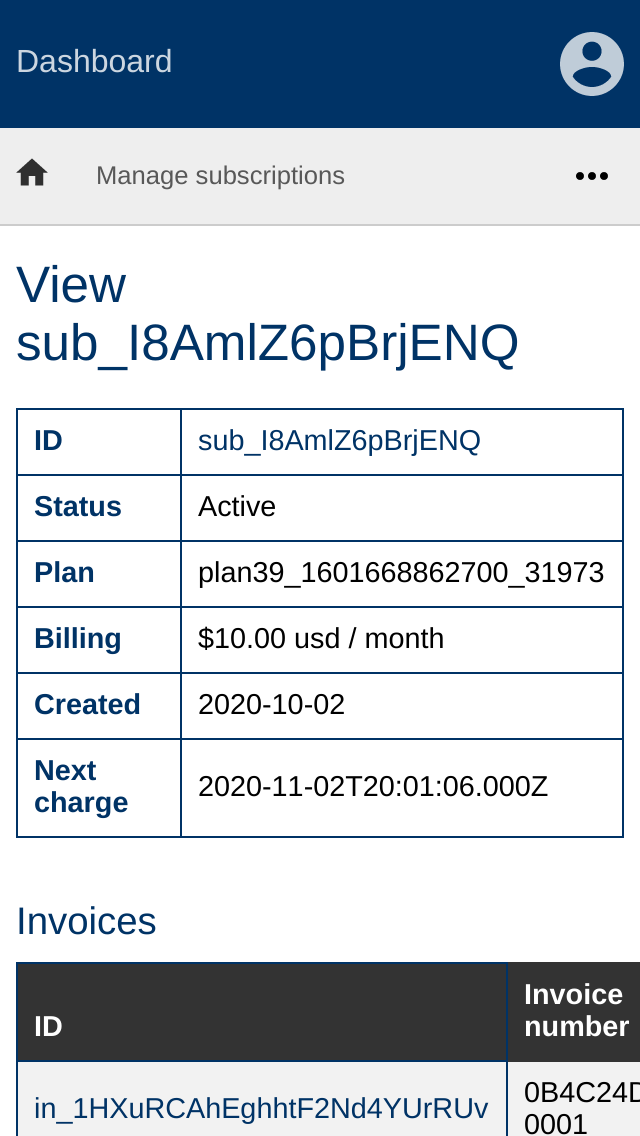 Dashboard
Manage subscriptions
View
sub_I8AmlZ6pBrjENQ
ID sub_I8AmlZ6pBrjENQ
Status Active
Plan plan39_1601668862700_31973
Billing $10.00 usd / month
Created 2020-10-02
Next
charge 2020-11-02T20:01:06.000Z
Invoices
ID Invoice
number
in_1HXuRCAhEghhtF2Nd4YUrRUv 0B4C24D
0001